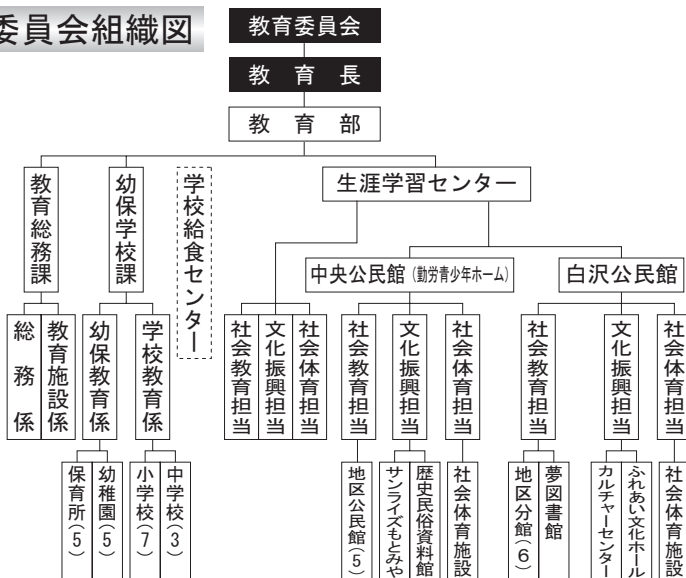 委員会組織図
教育委員会
教育長
教育部
教育総務課
幼保学校課
学校給食センター
生涯学習センター
中央公民館（勤労青少年ホーム）
白沢公民館
総務係
教育施設係
幼保教育係
学校教育係
社会教育担当
文化振興担当
社会体育担当
社会教育担当
文化振興担当
社会体育担当
社会教育担当
文化振興担当
社会体育担当
保育所（5）
幼稚園（5）
小学校（7）
中学校（3）
地区公民館（5）
サンライズもとみや
歴史民俗資料館
社会体育施設
地区分館（6）
夢図書館
カルチャーセンター
ふれあい文化ホール
社会体育施設